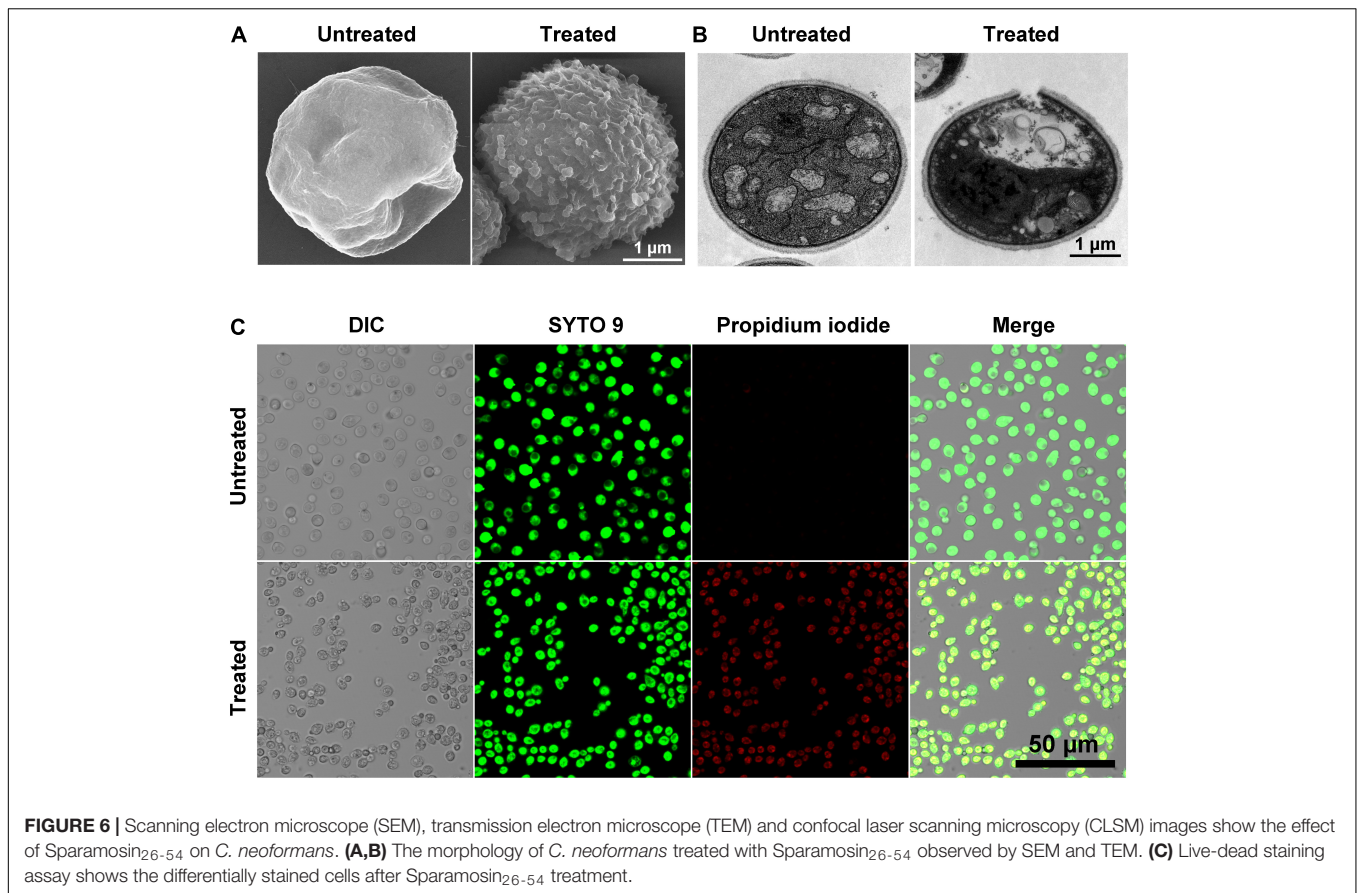 A Untreated Treated B Untreated Treated
1 μm 1 μm
C DIC SYTO 9 Propidium iodide Merge
Untreated
Treated
50 μm
FIGURE 6 | Scanning electron microscope (SEM), transmission electron microscope (TEM) and confocal laser scanning microscopy (CLSM) images show the effect
of Sparamosin26-54 on C. neoformans. (A,B) The morphology of C. neoformans treated with Sparamosin26-54 observed by SEM and TEM. (C) Live-dead staining
assay shows the differentially stained cells after Sparamosin26-54 treatment.